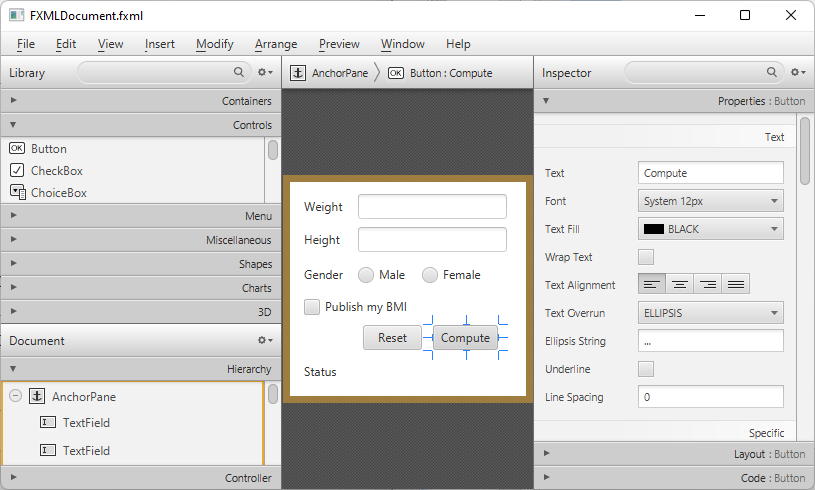 FXMLDocument.fxml
File Edit View Insert Modify Arrange Preview Window Help
Library
Containers
Controls
OK Button
CheckBox
ChoiceBox
Menu
Miscellaneous
Shapes
Charts
3D
Document
Hierarchy
AnchorPane
TextField
TextField
Controller
AnchorPane OK Button : Compute
Weight
Height
Gender Male Female
Publish my BMI
Reset Compute
Status
Inspector
Properties : Button
Text
Text Compute
Font System 12px
Text Fill BLACK
Wrap Text
Text Alignment
Text Overrun ELLIPSIS
Ellipsis String ...
Underline
Line Spacing 0
Specific
Layout : Button
Code : Button